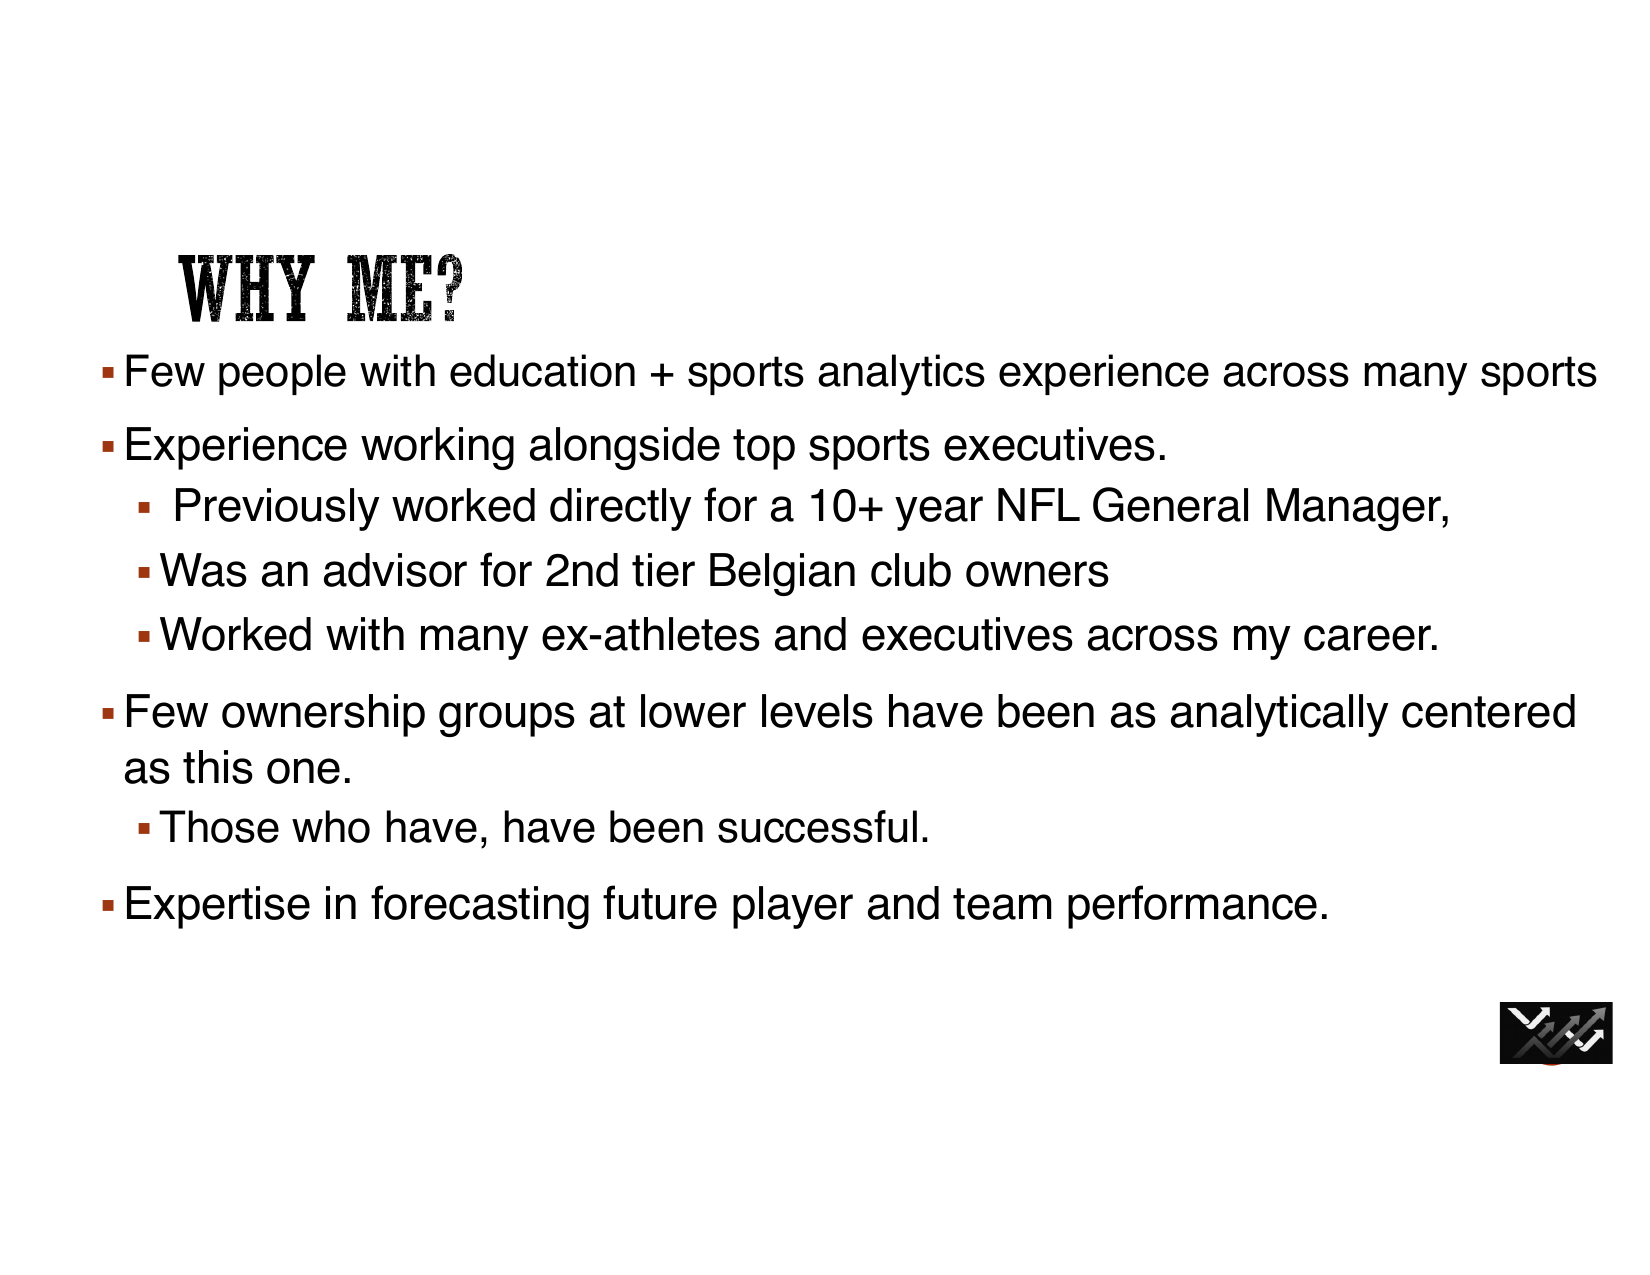 WHY ME?
▪ Few people with education + sports analytics experience across many sports
▪ Experience working alongside top sports executives.
▪ Previously worked directly for a 10+ year NFL General Manager,
▪ Was an advisor for 2nd tier Belgian club owners
▪ Worked with many ex-athletes and executives across my career.
▪ Few ownership groups at lower levels have been as analytically centered
as this one.
▪ Those who have, have been successful.
▪ Expertise in forecasting future player and team performance.